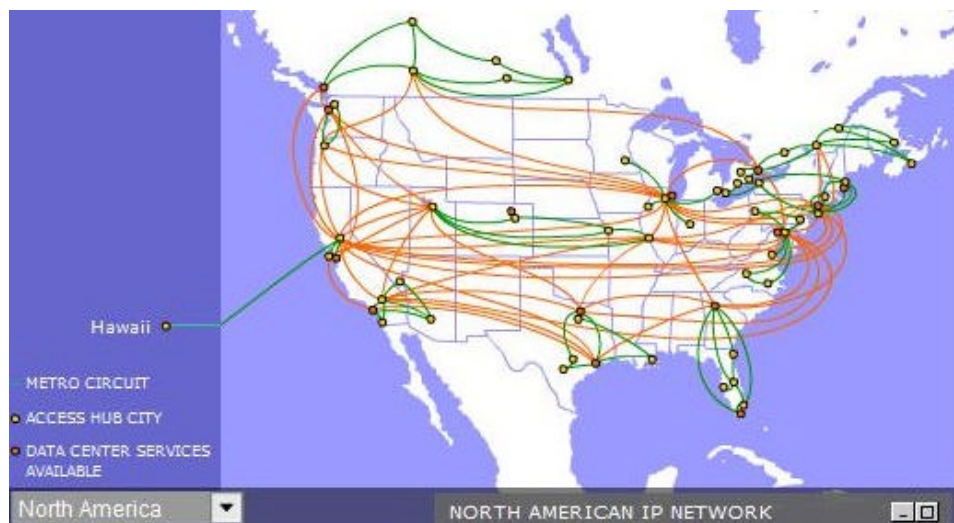 Hawaii
METRO CIRCUIT
ACCESS HUB CITY
DATA CENTER SERVICES
AVAILABLE
North America
NORTH AMERICAN IP NETWORK